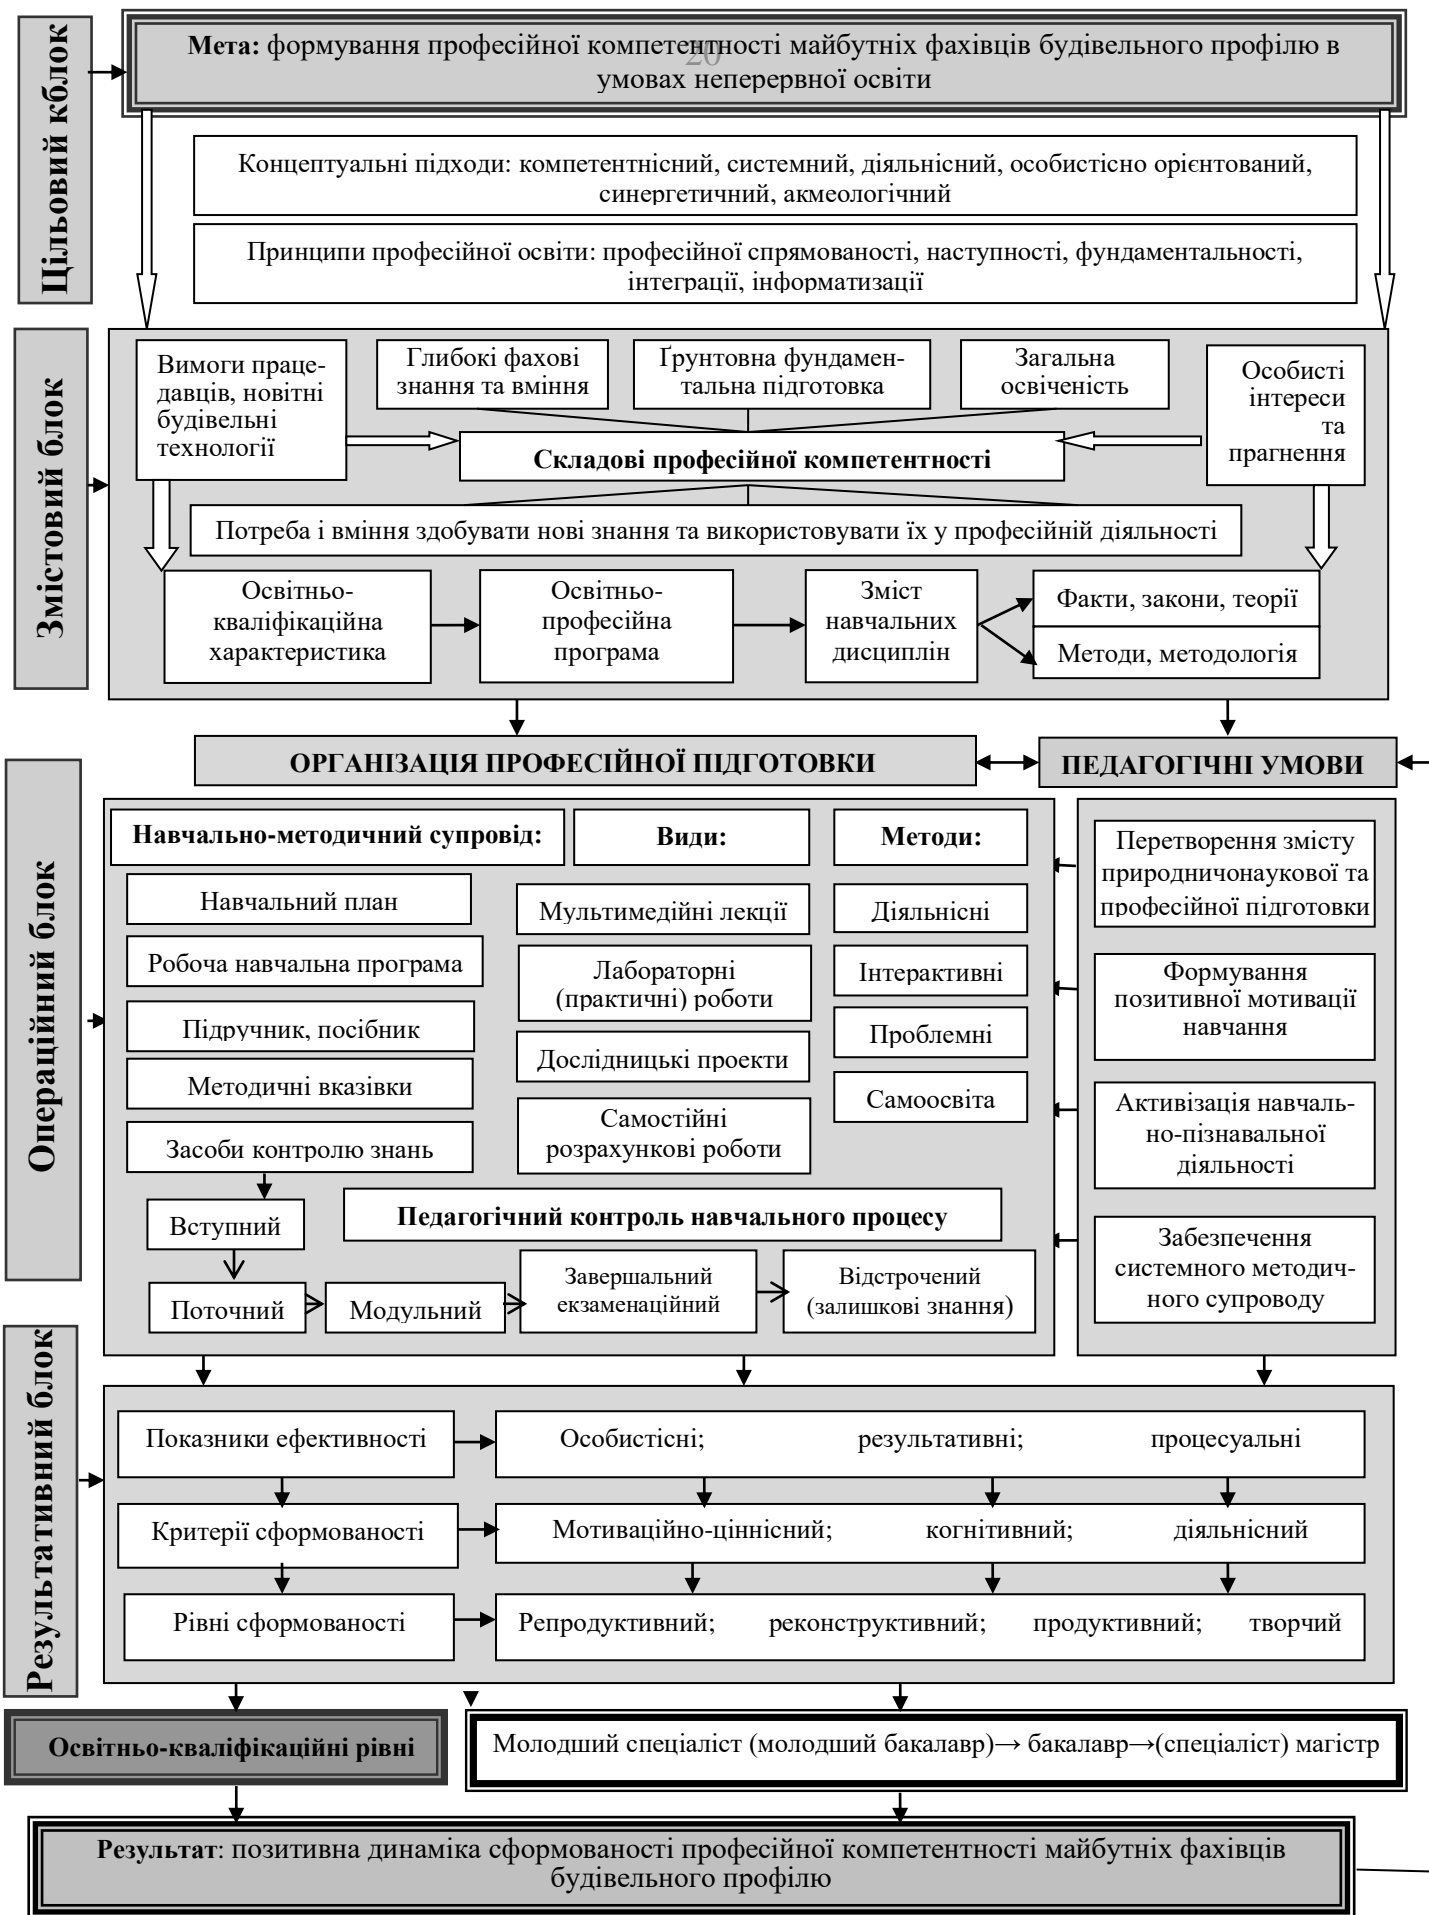 Цільовий кблок
Мета: формування професійної компетентності майбутніх фахівців будівельного профілю в
20
умовах неперервної освіти
Концептуальні підходи: компетентнісний, системний, діяльнісний, особистісно орієнтований,
синергетичний, акмеологічний
Принципи професійної освіти: професійної спрямованості, наступності, фундаментальності,
інтеграції, інформатизації
Змістовий блок
Вимоги праце-
давців, новітні
будівельні
технології
Глибокі фахові
знання та вміння
Ґрунтовна фундамен-
тальна підготовка
Загальна
освіченість
Особисті
інтереси
та
прагнення
Складові професійної компетентності
Потреба і вміння здобувати нові знання та використовувати їх у професійній діяльності
Освітньо-
кваліфікаційна
характеристика
Освітньо-
професійна
програма
Зміст
навчальних
дисциплін
Факти, закони, теорії
Методи, методологія
ОРГАНІЗАЦІЯ ПРОФЕСІЙНОЇ ПІДГОТОВКИ
ПЕДАГОГІЧНІ УМОВИ
Операційний блок
Навчально-методичний супровід:
Навчальний план
Робоча навчальна програма
Підручник, посібник
Методичні вказівки
Засоби контролю знань
Види:
Мультимедійні лекції
Лабораторні
(практичні) роботи
Дослідницькі проекти
Самостійні
розрахункові роботи
Методи:
Діяльнісні
Інтерактивні
Проблемні
Самоосвіта
Перетворення змісту
природничонаукової та
професійної підготовки
Формування
позитивної мотивації
навчання
Активізація навчаль-
но-пізнавальної
діяльності
Забезпечення
системного методич-
ного супроводу
Вступний
Педагогічний контроль навчального процесу
Поточний
Модульний
Завершальний
екзаменаційний
Відстрочений
(залишкові знання)
Результативний блок
Показники ефективності
Особистісні; результативні; процесуальні
Критерії сформованості
Мотиваційно-ціннісний; когнітивний; діяльнісний
Рівні сформованості
Репродуктивний; реконструктивний; продуктивний; творчий
Освітньо-кваліфікаційні рівні
Молодший спеціаліст (молодший бакалавр)→ бакалавр→(спеціаліст) магістр
Результат: позитивна динаміка сформованості професійної компетентності майбутніх фахівців
будівельного профілю